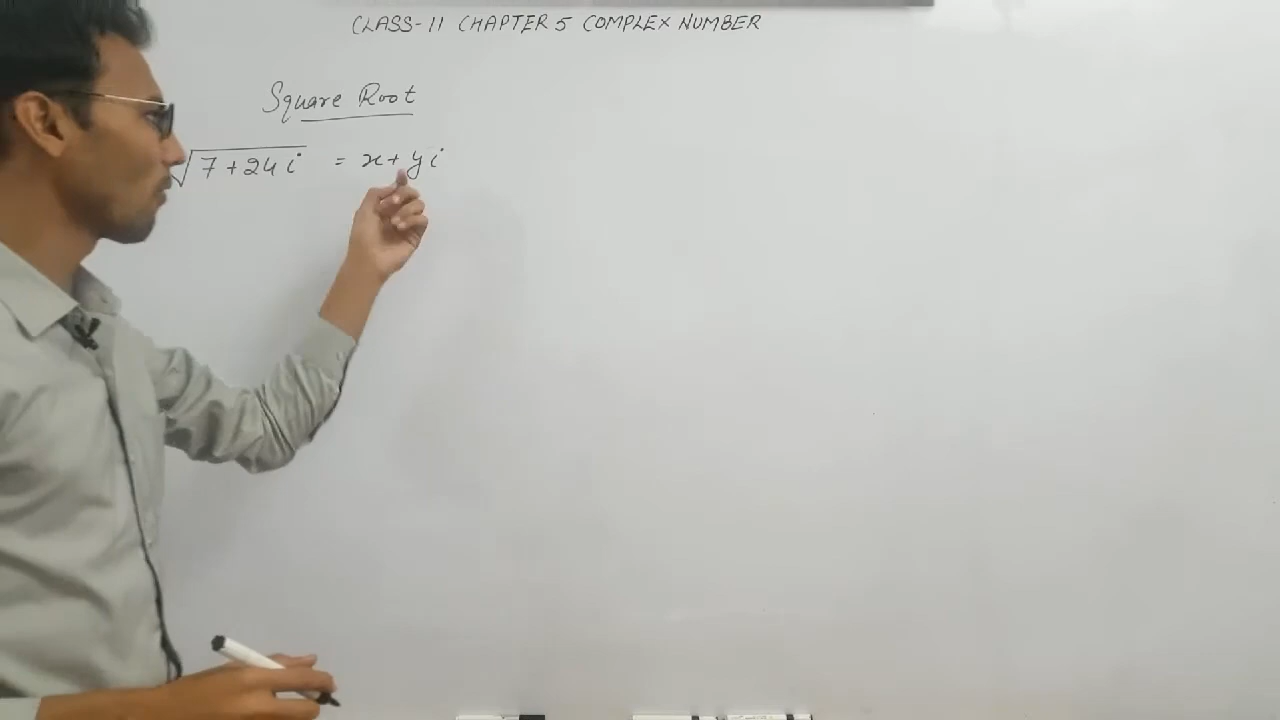 CLASS-11 CHAPTER 5 COMPLEX NUMBER
Square Root
√7+24i = x+yi